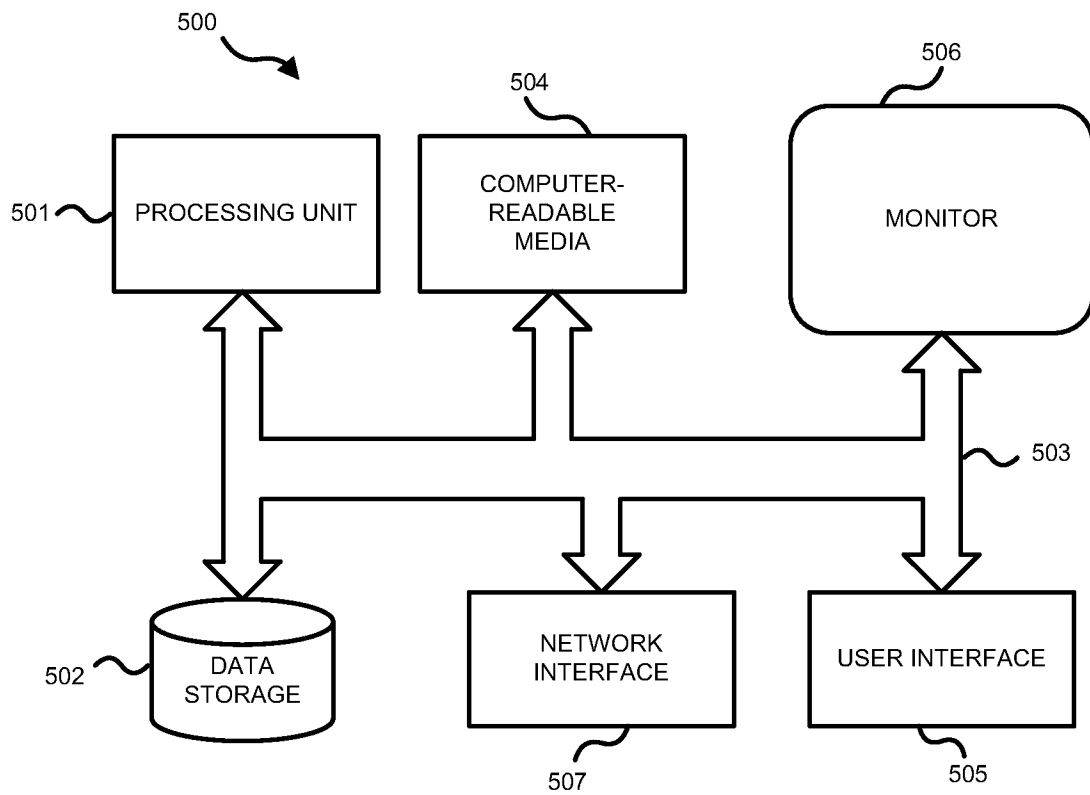 500
504
506
501
PROCESSING UNIT
COMPUTER-
READABLE
MEDIA
MONITOR
503
502
DATA
STORAGE
NETWORK
INTERFACE
USER INTERFACE
507
505